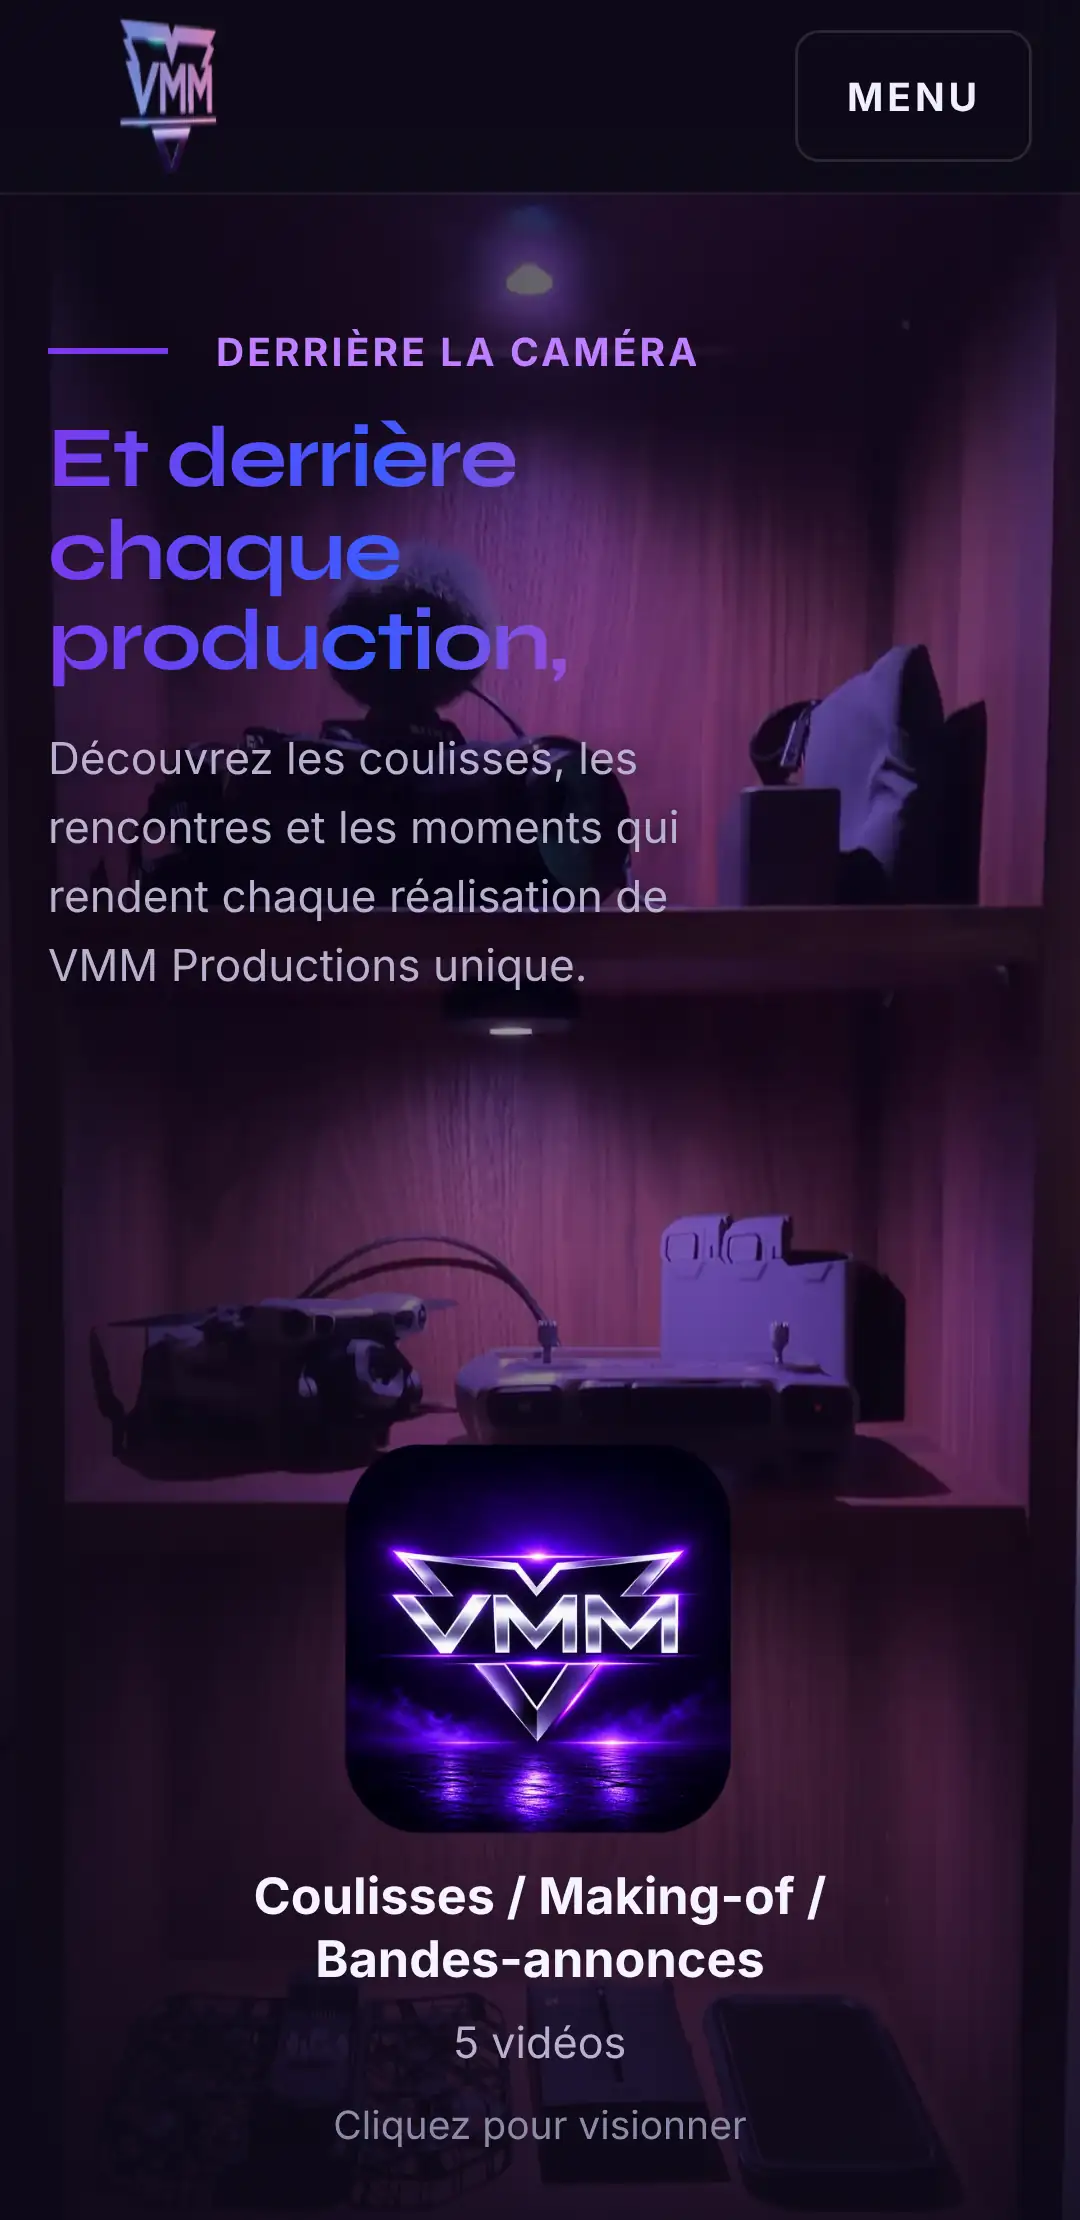 VMM
MENU
DERRIÈRE LA CAMÉRA
Et derrière
chaque
production,
Découvrez les coulisses, les
rencontres et les moments qui
rendent chaque réalisation de
VMM Productions unique.
VMM
Coulisses / Making-of /
Bandes-annonces
5 vidéos
Cliquez pour visionner